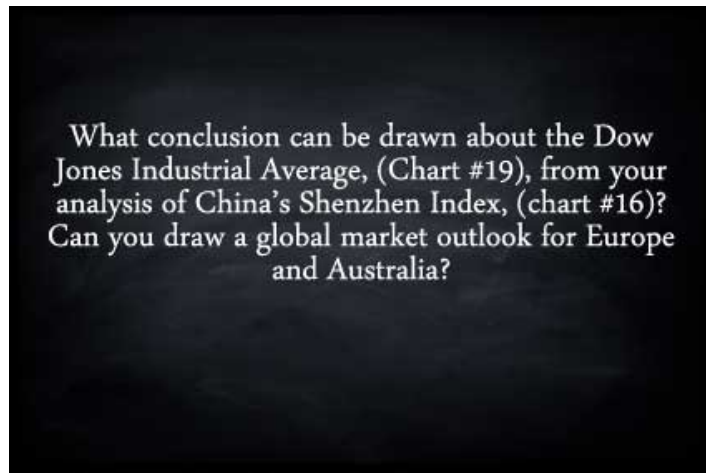 What conclusion can be drawn about the Dow
Jones Industrial Average, (Chart #19), from your
analysis of China's Shenzhen Index, (chart #16)?
Can you draw a global market outlook for Europe
and Australia?